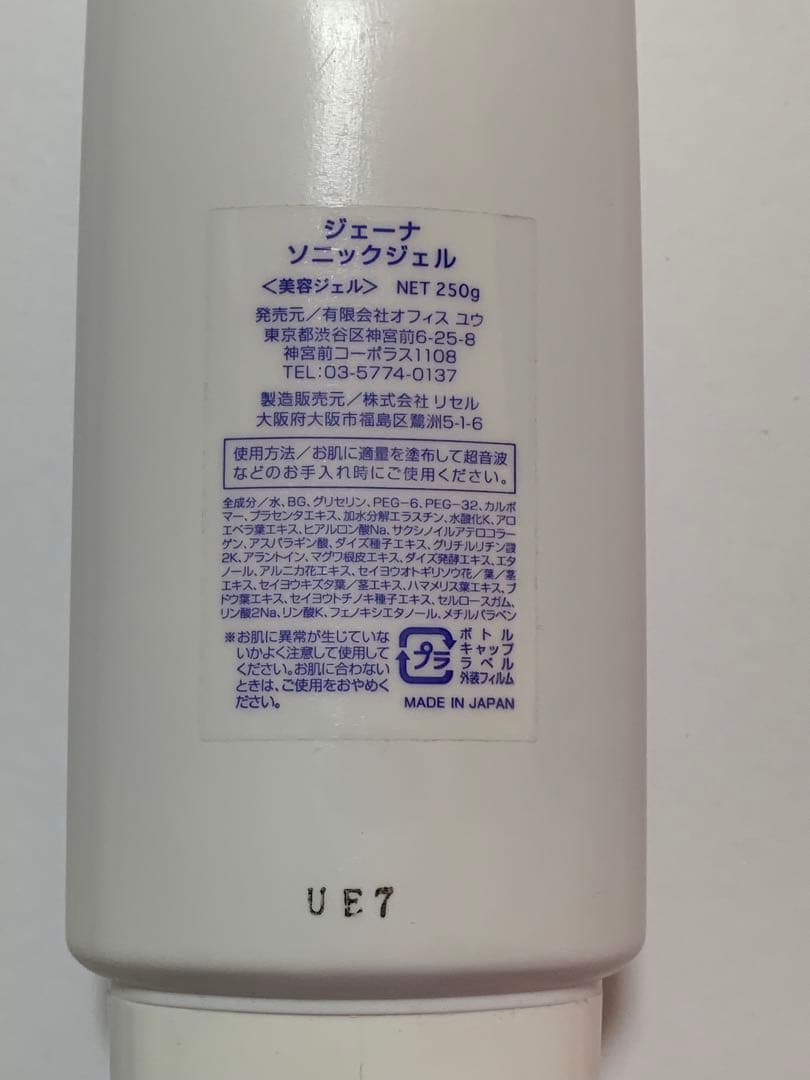 ジェーナ
ソニックジェル
＜美容ジェル＞ NET 250g
発売元／有限会社オフィス ユウ
東京都渋谷区神宮前6-25-8
神宮前コーポラス1108
TEL：03-5774-0137
製造販売元／株式会社 リセル
大阪府大阪市福島区鷺洲5-1-6
使用方法／お肌に適量を塗布して超音波
などのお手入れ時にご使用ください。
全成分／水、BG、グリセリン、PEG-6、PEG-32、カルボ
マー、プラセンタエキス、加水分解エラスチン、水酸化K、アロ
エベラ葉エキス、ヒアルロン酸Na、サクシノイルアテロコラー
ゲン、アスパラギン酸、ダイズ種子エキス、グリチルリチン酸
2K、アラントイン、マグワ根皮エキス、ダイズ発酵エキス、エタ
ノール、アルニカ花エキス、セイヨウオトギリソウ花／葉／茎
エキス、セイヨウキズタ葉／茎エキス、ハマメリス葉エキス、ブ
ドウ葉エキス、セイヨウトチノキ種子エキス、セルロースガム、
リン酸2Na、リン酸K、フェノキシエタノール、メチルパラベン
※お肌に異常が生じていな
いかよく注意して使用して
ください。お肌に合わない
ときは、ご使用をおやめく
ださい。
プラ
ボトル
キャップ
ラベル
外装フィルム
MADE IN JAPAN
UE7